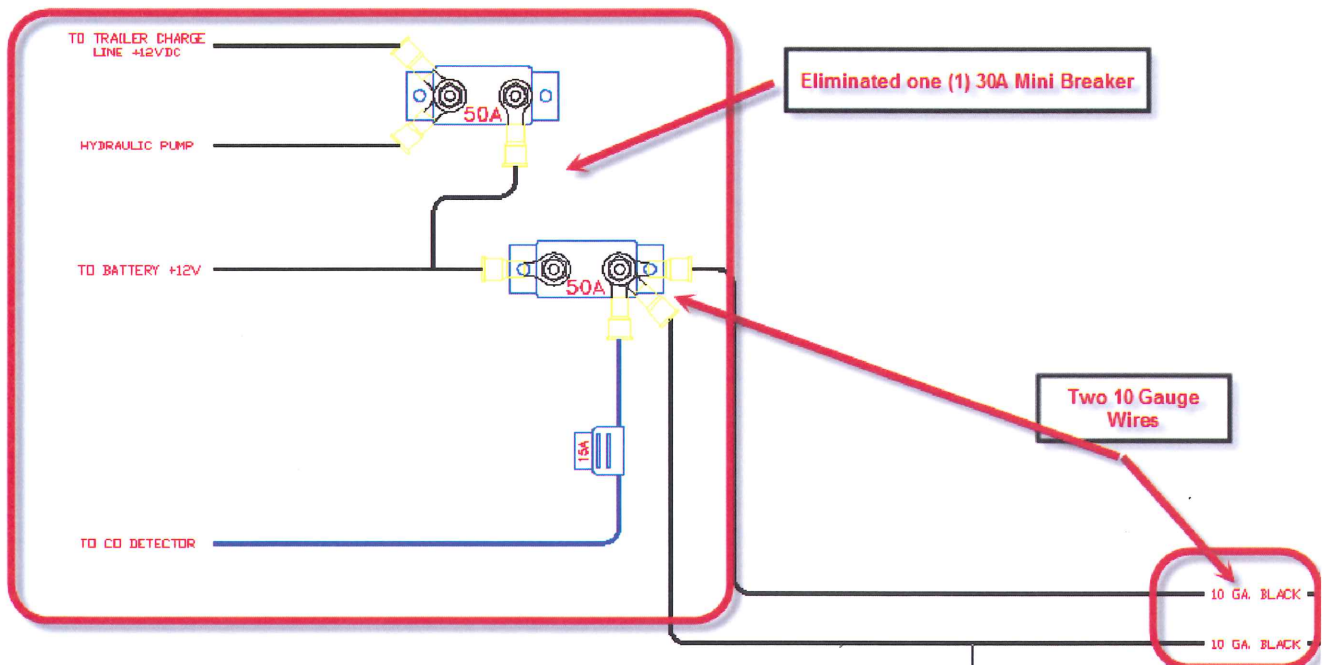 TO TRAILER CHARGE
LINE +12VDC
50A
Eliminated one (1) 30A Mini Breaker
HYDRAULIC PUMP
TO BATTERY +12V
50A
Two 10 Gauge
Wires
15A
TO CO DETECTOR
10 GA. BLACK
10 GA. BLACK